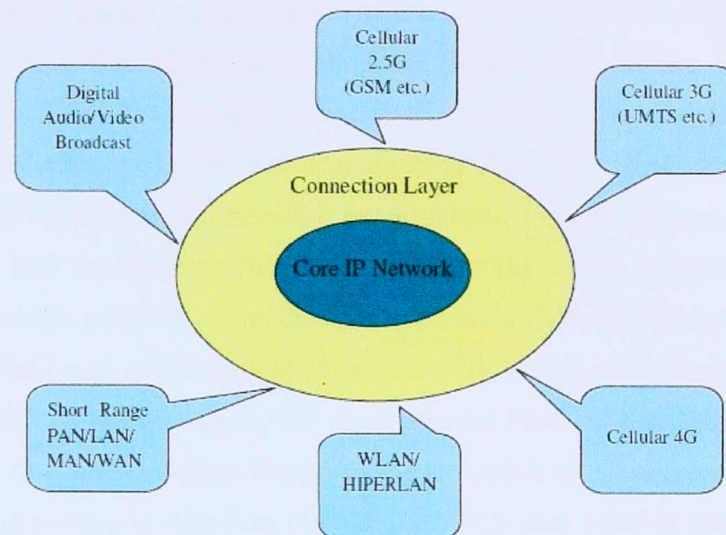 Cellular
2.5G
(GSM etc.)
Digital
Audio/Video
Broadcast
Cellular 3G
(UMTS etc.)
Connection Layer
Core IP Network
Short Range
PAN/LAN/
MAN/WAN
WLAN/
HIPERLAN
Cellular 4G